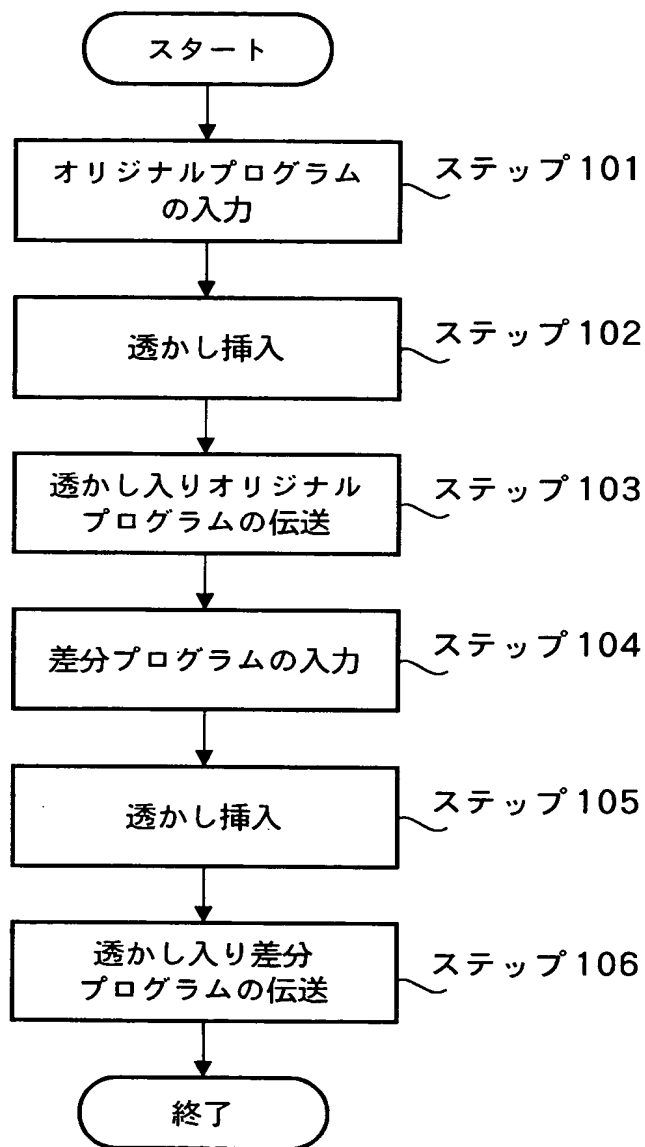 スタート
オリジナルプログラム
の入力
ステップ101
透かし挿入
ステップ102
透かし入りオリジナル
プログラムの伝送
ステップ103
差分プログラムの入力
ステップ104
透かし挿入
ステップ105
透かし入り差分
プログラムの伝送
ステップ106
終了